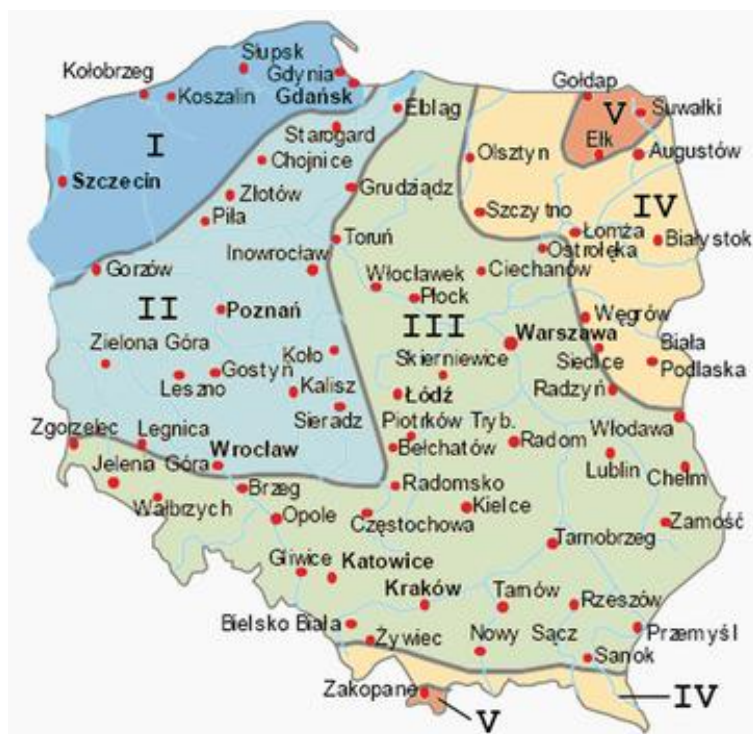 Słupsk
Kołobrzeg
Gdynia
Koszalin
Gdańsk
Elbląg
Gołdap
V
Suwałki
Starogard
I
Chojnice
Olsztyn
Ełk
Augustów
Szczecin
Złotów
Grudziądz
Piła
Szczytno
IV
Łomża
Toruń
Białystok
Inowrocław
Ostrołęka
Gorzów
Włocławek
Ciechanów
II
Płock
Poznań
III
Węgrów
Warszawa
Zielona Góra
Koło
Skierniewice
Siedlce
Biała
Podlaska
Gostyń
Leszno
Kalisz
Łódź
Radzyń
Sieradz
Piotrków Tryb.
Zgorzelec
Legnica
Włodawa
Wrocław
Bełchatów
Radom
Jelenia Góra
Lublin
Chełm
Brzeg
Radomsko
Wałbrzych
Kielce
Opole
Częstochowa
Zamość
Tarnobrzeg
Gliwice
Katowice
Kraków
Tarnów
Rzeszów
Bielsko Biała
Przemyśl
Żywiec
Nowy Sącz
Sanok
Zakopane
IV
V